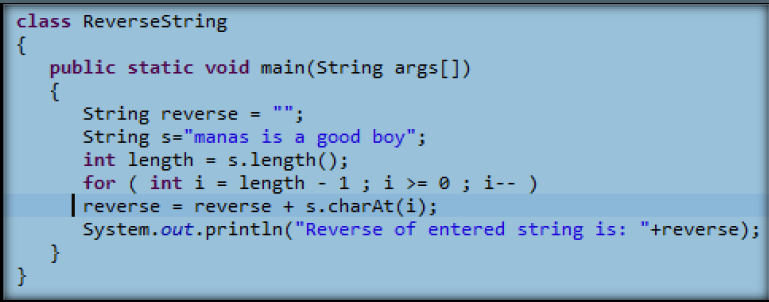 class ReverseString
{
public static void main(String args[])
{
String reverse = "";
String s="manas is a good boy";
int length = s.length();
for ( int i = length - 1 ; i >= 0 ; i-- )
reverse = reverse + s.charAt(i);
System.out.println("Reverse of entered string is: "+reverse);
}
}